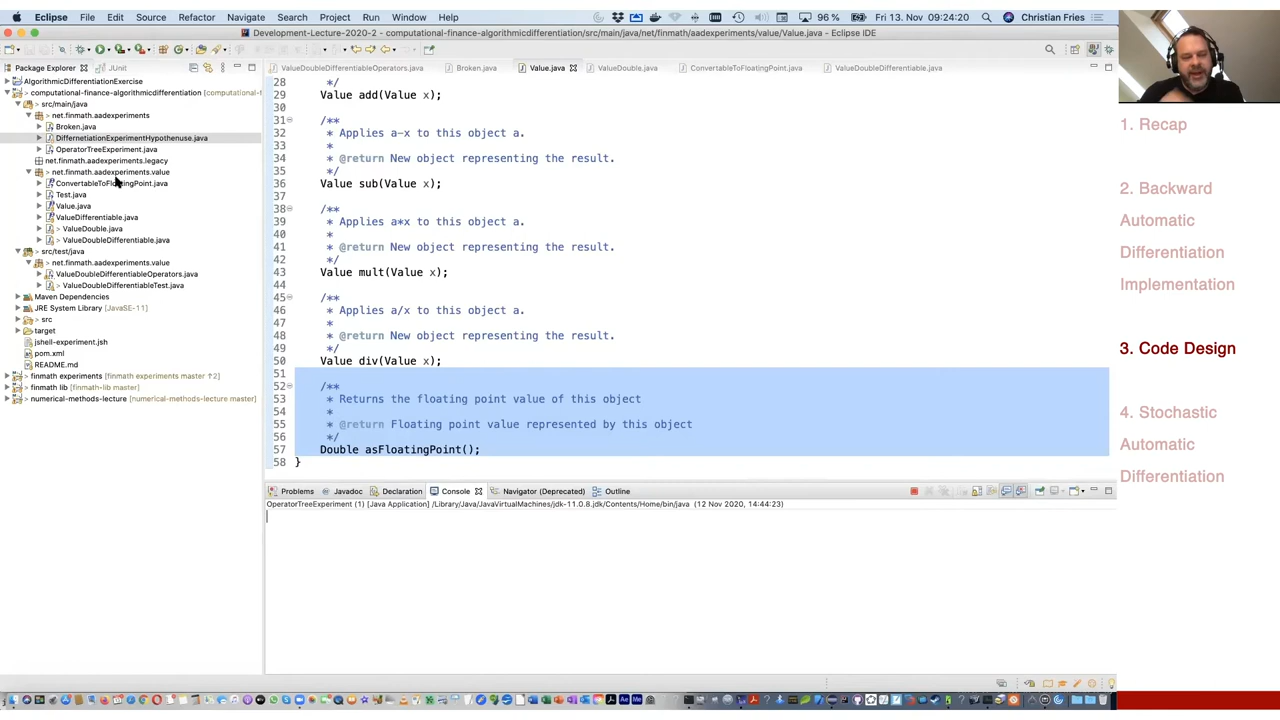 Eclipse File Edit Source Refactor Navigate Search Project Run Window Help 96 % Fri 13. Nov 09:24:20 Christian Fries
Development-Lecture-2020-2 - computational-finance-algorithmicdifferentiation/src/main/java/net/finmath/aadexperiments/value/Value.java - Eclipse IDE
Package Explorer JUnit
AlgorithmicDifferentiationExercise
computational-finance-algorithmicdifferentiation [computational-f
src/main/java
net.finmath.aadexperiments
Broken.java
DiffernetiationExperimentHypothenuse.java
OperatorTreeExperiment.java
net.finmath.aadexperiments.legacy
> net.finmath.aadexperiments.value
ConvertableToFloatingPoint.java
Test.java
Value.java
ValueDifferentiable.java
> ValueDouble.java
> ValueDoubleDifferentiable.java
src/test/java
> net.finmath.aadexperiments.value
ValueDoubleDifferentiableOperators.java
ValueDoubleDifferentiableTest.java
Maven Dependencies
JRE System Library [JavaSE-11]
> src
target
jshell-experiment.jsh
pom.xml
README.md
> finmath experiments [finmath-experiments master ↑2]
> finmath lib [finmath-lib master]
> numerical-methods-lecture [numerical-methods-lecture master]
ValueDoubleDifferentiableOperators.java Broken.java Value.java ValueDouble.java ConvertableToFloatingPoint.java ValueDoubleDifferentiable.java
28 */
29 Value add(Value x);
30
31 /**
32 * Applies a-x to this object a.
33 *
34 * @return New object representing the result.
35 */
36 Value sub(Value x);
37
38 /**
39 * Applies a*x to this object a.
40 *
41 * @return New object representing the result.
42 */
43 Value mult(Value x);
44
45 /**
46 * Applies a/x to this object a.
47 *
48 * @return New object representing the result.
49 */
50 Value div(Value x);
51
52 /**
53 * Returns the floating point value of this object
54 *
55 * @return Floating point value represented by this object
56 */
57 Double asFloatingPoint();
58 }
Problems Javadoc Declaration Console Navigator (Deprecated) Outline
OperatorTreeExperiment (1) [Java Application] /Library/Java/JavaVirtualMachines/jdk-11.0.8.jdk/Contents/Home/bin/java (12 Nov 2020, 14:44:23)
1. Recap
2. Backward
Automatic
Differentiation
Implementation
3. Code Design
4. Stochastic
Automatic
Differentiation